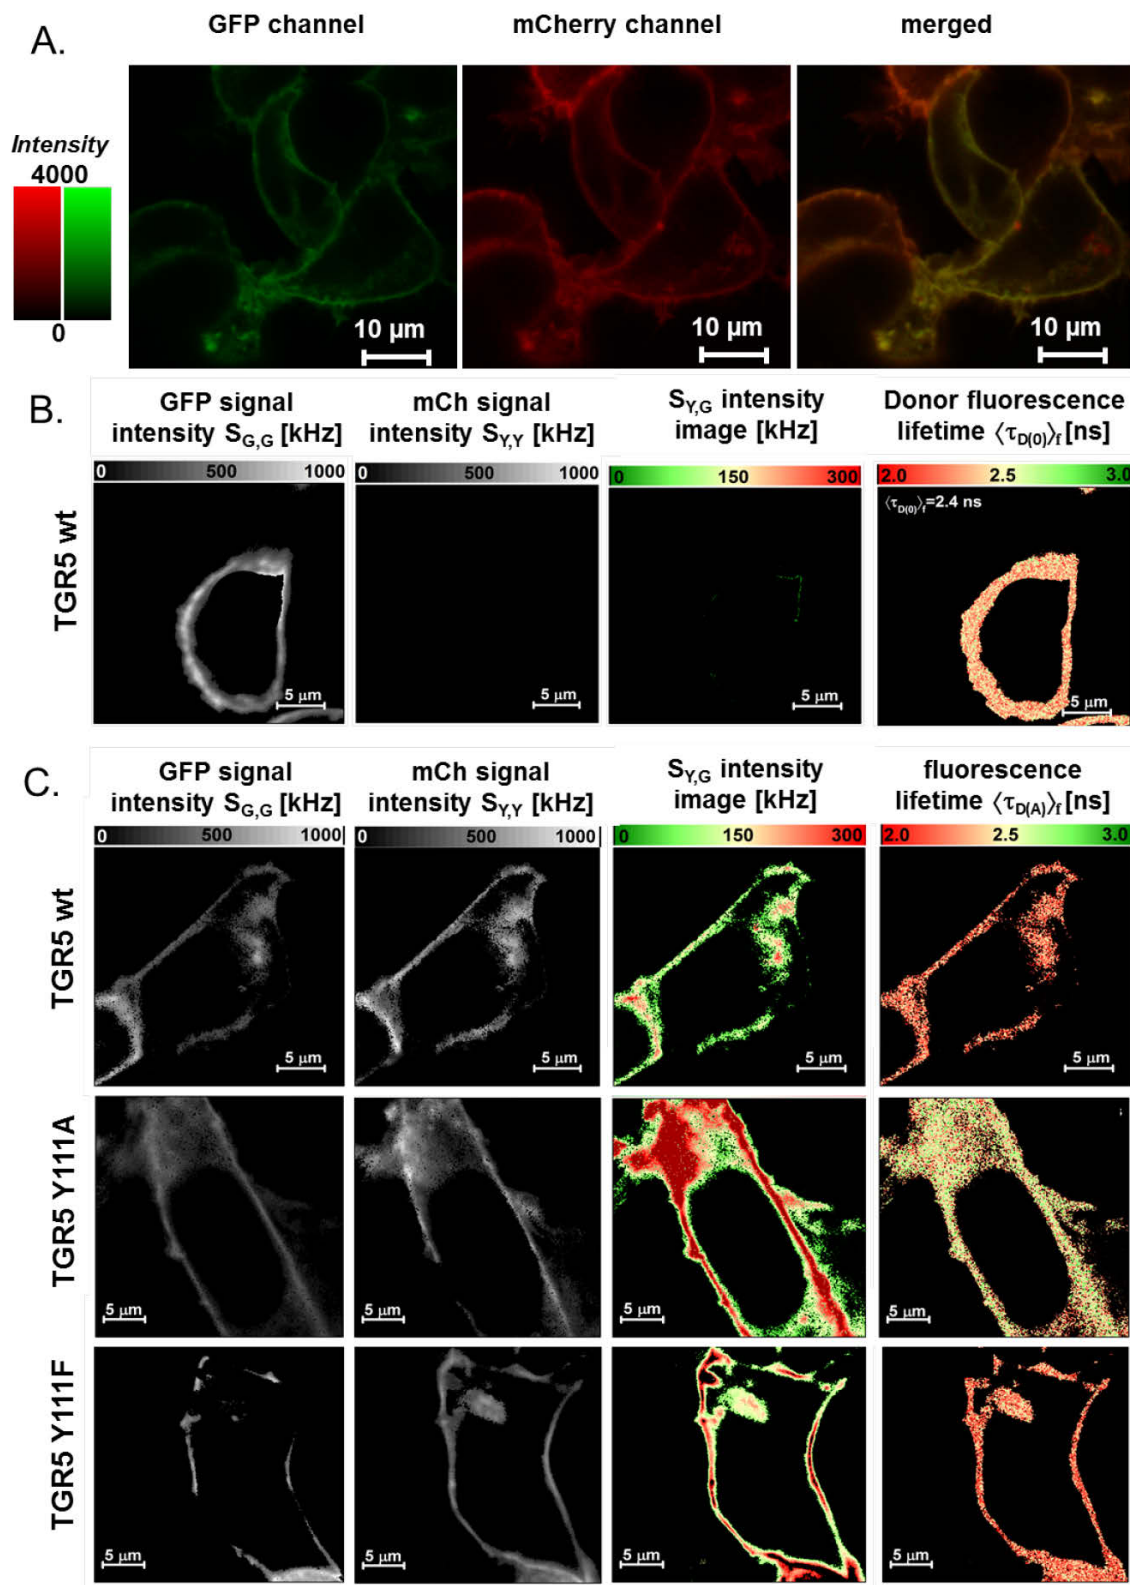 A.
GFP channel mCherry channel merged
Intensity
4000
0
10 µm 10 µm 10 µm
B.
GFP signal
intensity S_G,G [kHz]
mCh signal
intensity S_Y,Y [kHz]
S_Y,G intensity
image [kHz]
Donor fluorescence
lifetime ⟨τ_D(0)⟩_f [ns]
0 500 1000 0 500 1000 0 150 300 2.0 2.5 3.0
TGR5 wt
⟨τ_D(0)⟩_f=2.4 ns
5 µm 5 µm 5 µm 5 µm
C.
GFP signal
intensity S_G,G [kHz]
mCh signal
intensity S_Y,Y [kHz]
S_Y,G intensity
image [kHz]
fluorescence
lifetime ⟨τ_D(A)⟩_f [ns]
0 500 1000 0 500 1000 0 150 300 2.0 2.5 3.0
TGR5 wt
5 µm 5 µm 5 µm 5 µm
TGR5 Y111A
5 µm 5 µm 5 µm 5 µm
TGR5 Y111F
5 µm 5 µm 5 µm 5 µm